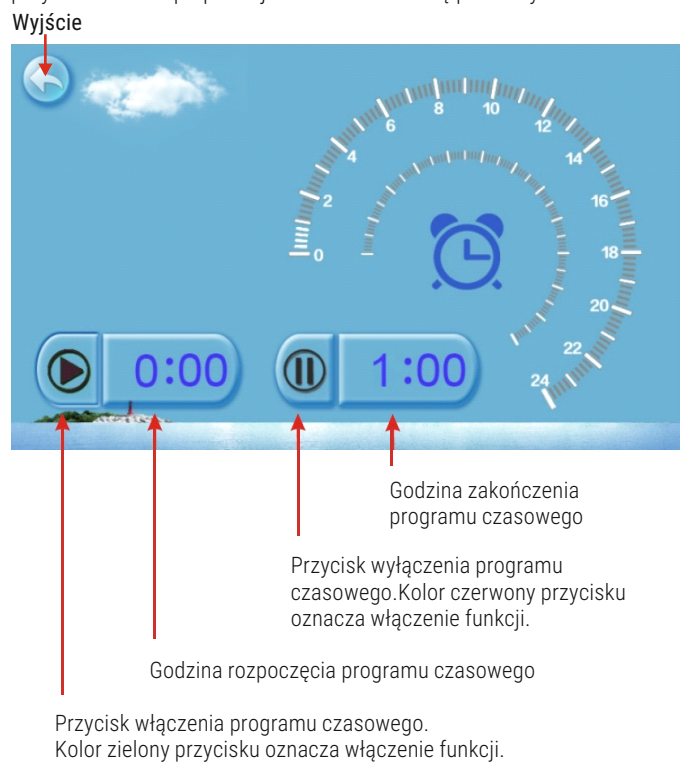 Wyjście
0
2
4
6
8
10
12
14
16
18
20
22
24
0:00
1:00
Godzina zakończenia
programu czasowego
Przycisk wyłączenia programu
czasowego.Kolor czerwony przycisku
oznacza włączenie funkcji.
Godzina rozpoczęcia programu czasowego
Przycisk włączenia programu czasowego.
Kolor zielony przycisku oznacza włączenie funkcji.